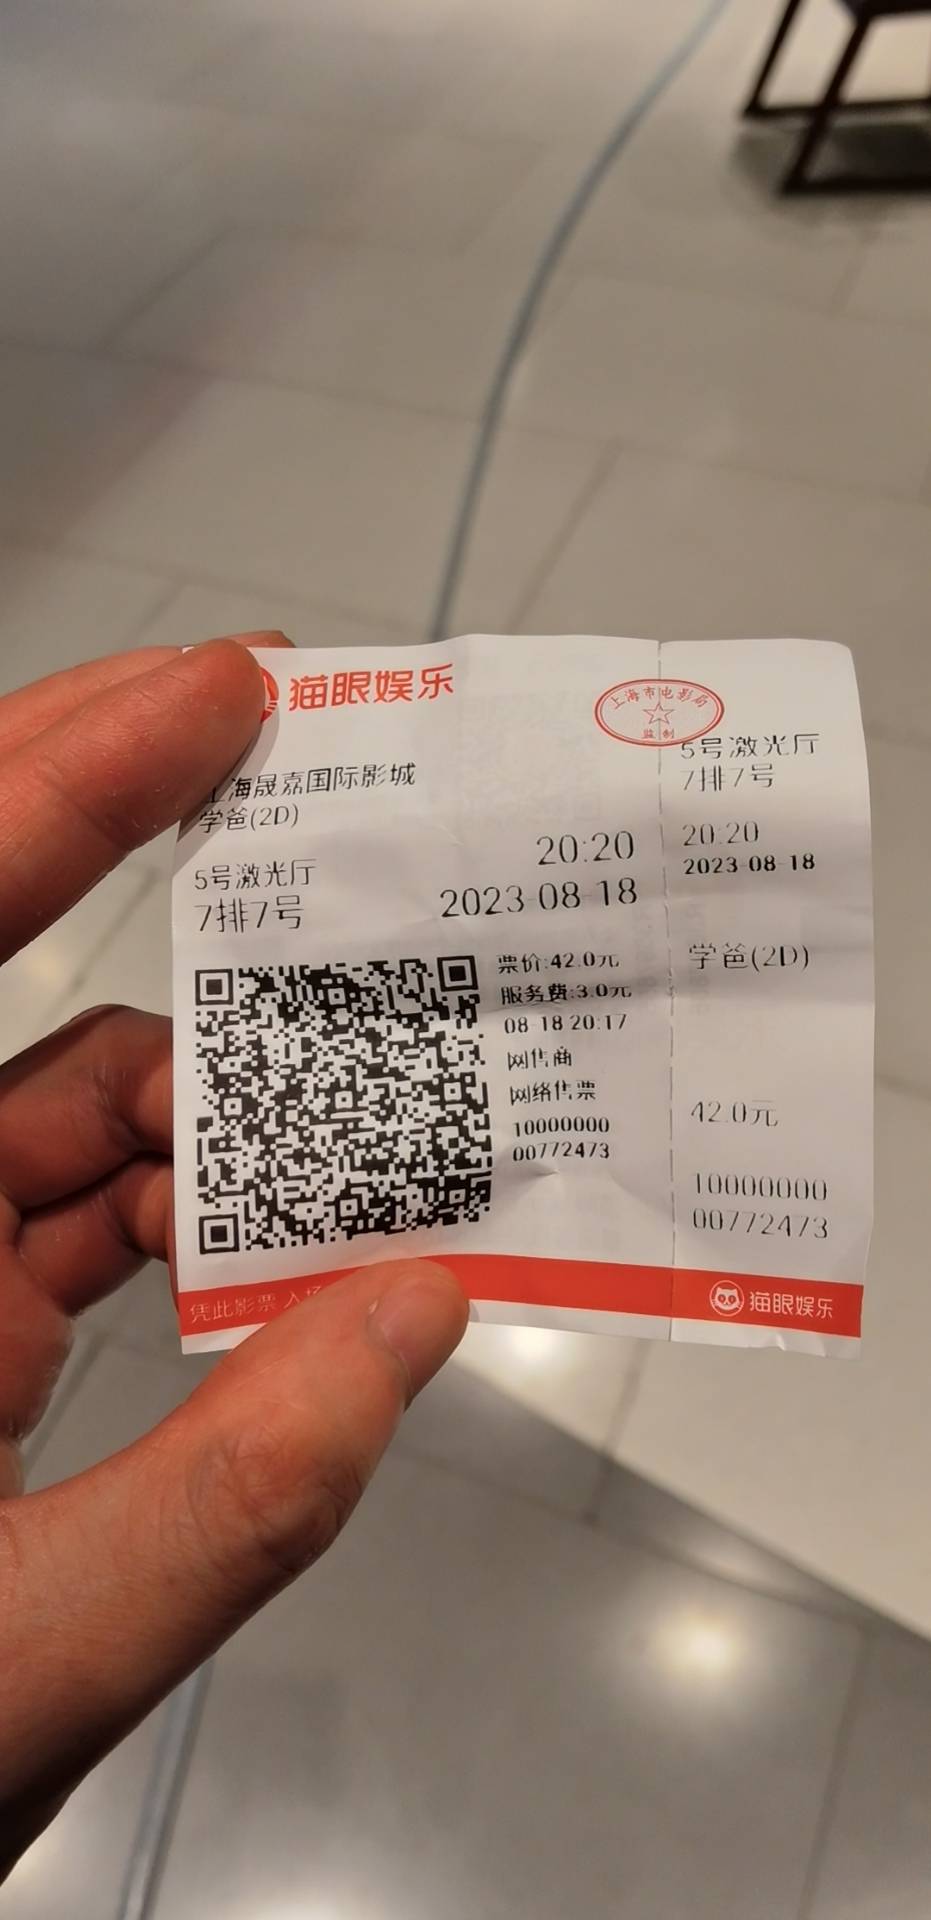 猫眼娱乐
上海市电影局
监制
上海晟嘉国际影城
学爸(2D)
5号激光厅
7排7号
20:20
2023-08-18
票价:42.0元
服务费:3.0元
08-18 20:17
网售商
网络售票
10000000
00772473
5号激光厅
7排7号
20:20
2023-08-18
学爸(2D)
42.0元
10000000
00772473
凭此影票 入场
猫眼娱乐